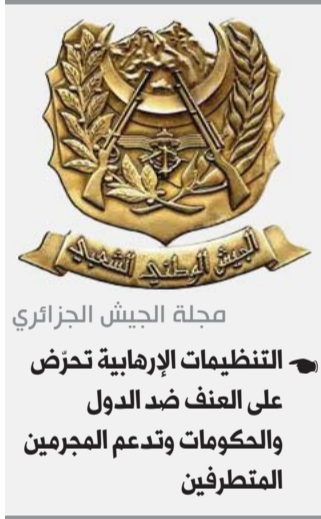 الجيش الوطني الشعبي
مجلة الجيش الجزائري
التنظيمات الإرهابية تحرّض
على العنف ضد الدول
والحكومات وتدعم المجرمين
المتطرفين